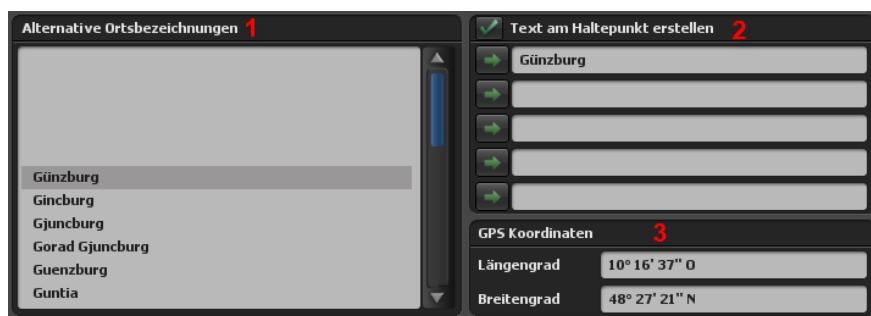 Alternative Ortsbezeichnungen 1
Günzburg
Gincburg
Gjuncburg
Gorad Gjuncburg
Guenzburg
Guntia
Text am Haltepunkt erstellen 2
Günzburg
GPS Koordinaten 3
Längengrad 10° 16' 37" O
Breitengrad 48° 27' 21" N